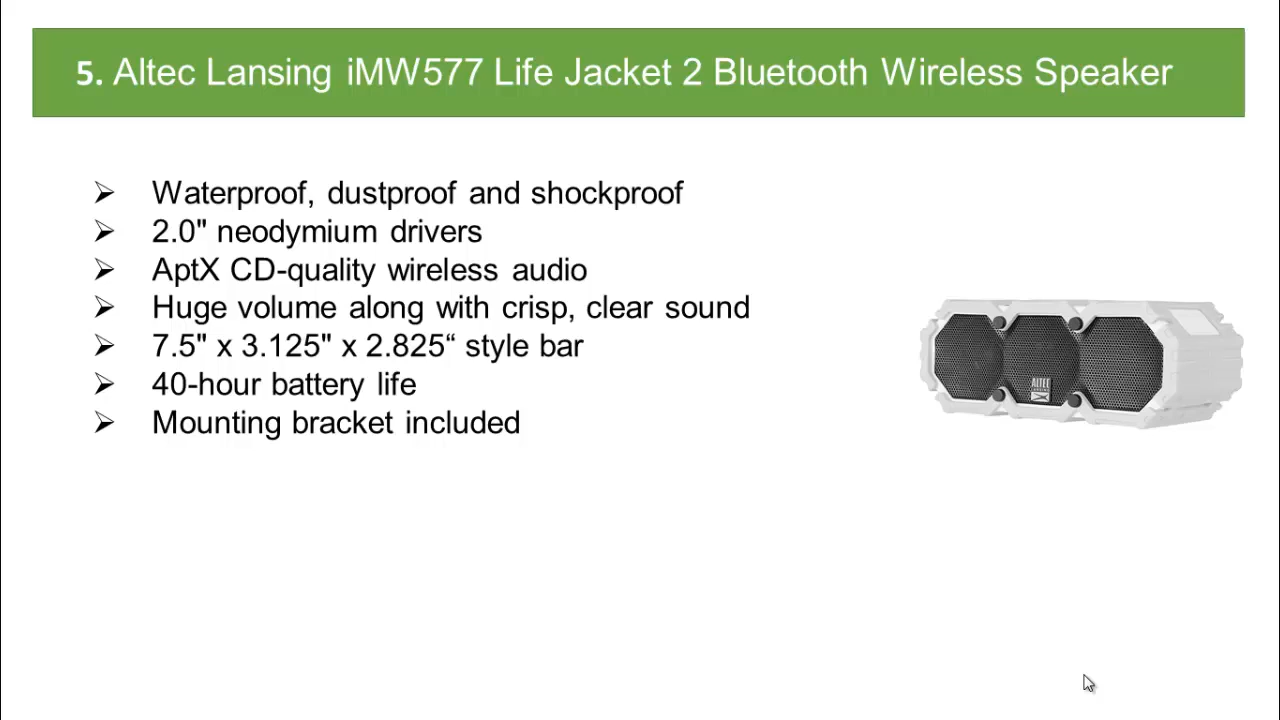 5. Altec Lansing iMW577 Life Jacket 2 Bluetooth Wireless Speaker
Waterproof, dustproof and shockproof
2.0" neodymium drivers
AptX CD-quality wireless audio
Huge volume along with crisp, clear sound
7.5" x 3.125" x 2.825“ style bar
40-hour battery life
Mounting bracket included
ALTEC
LANSING